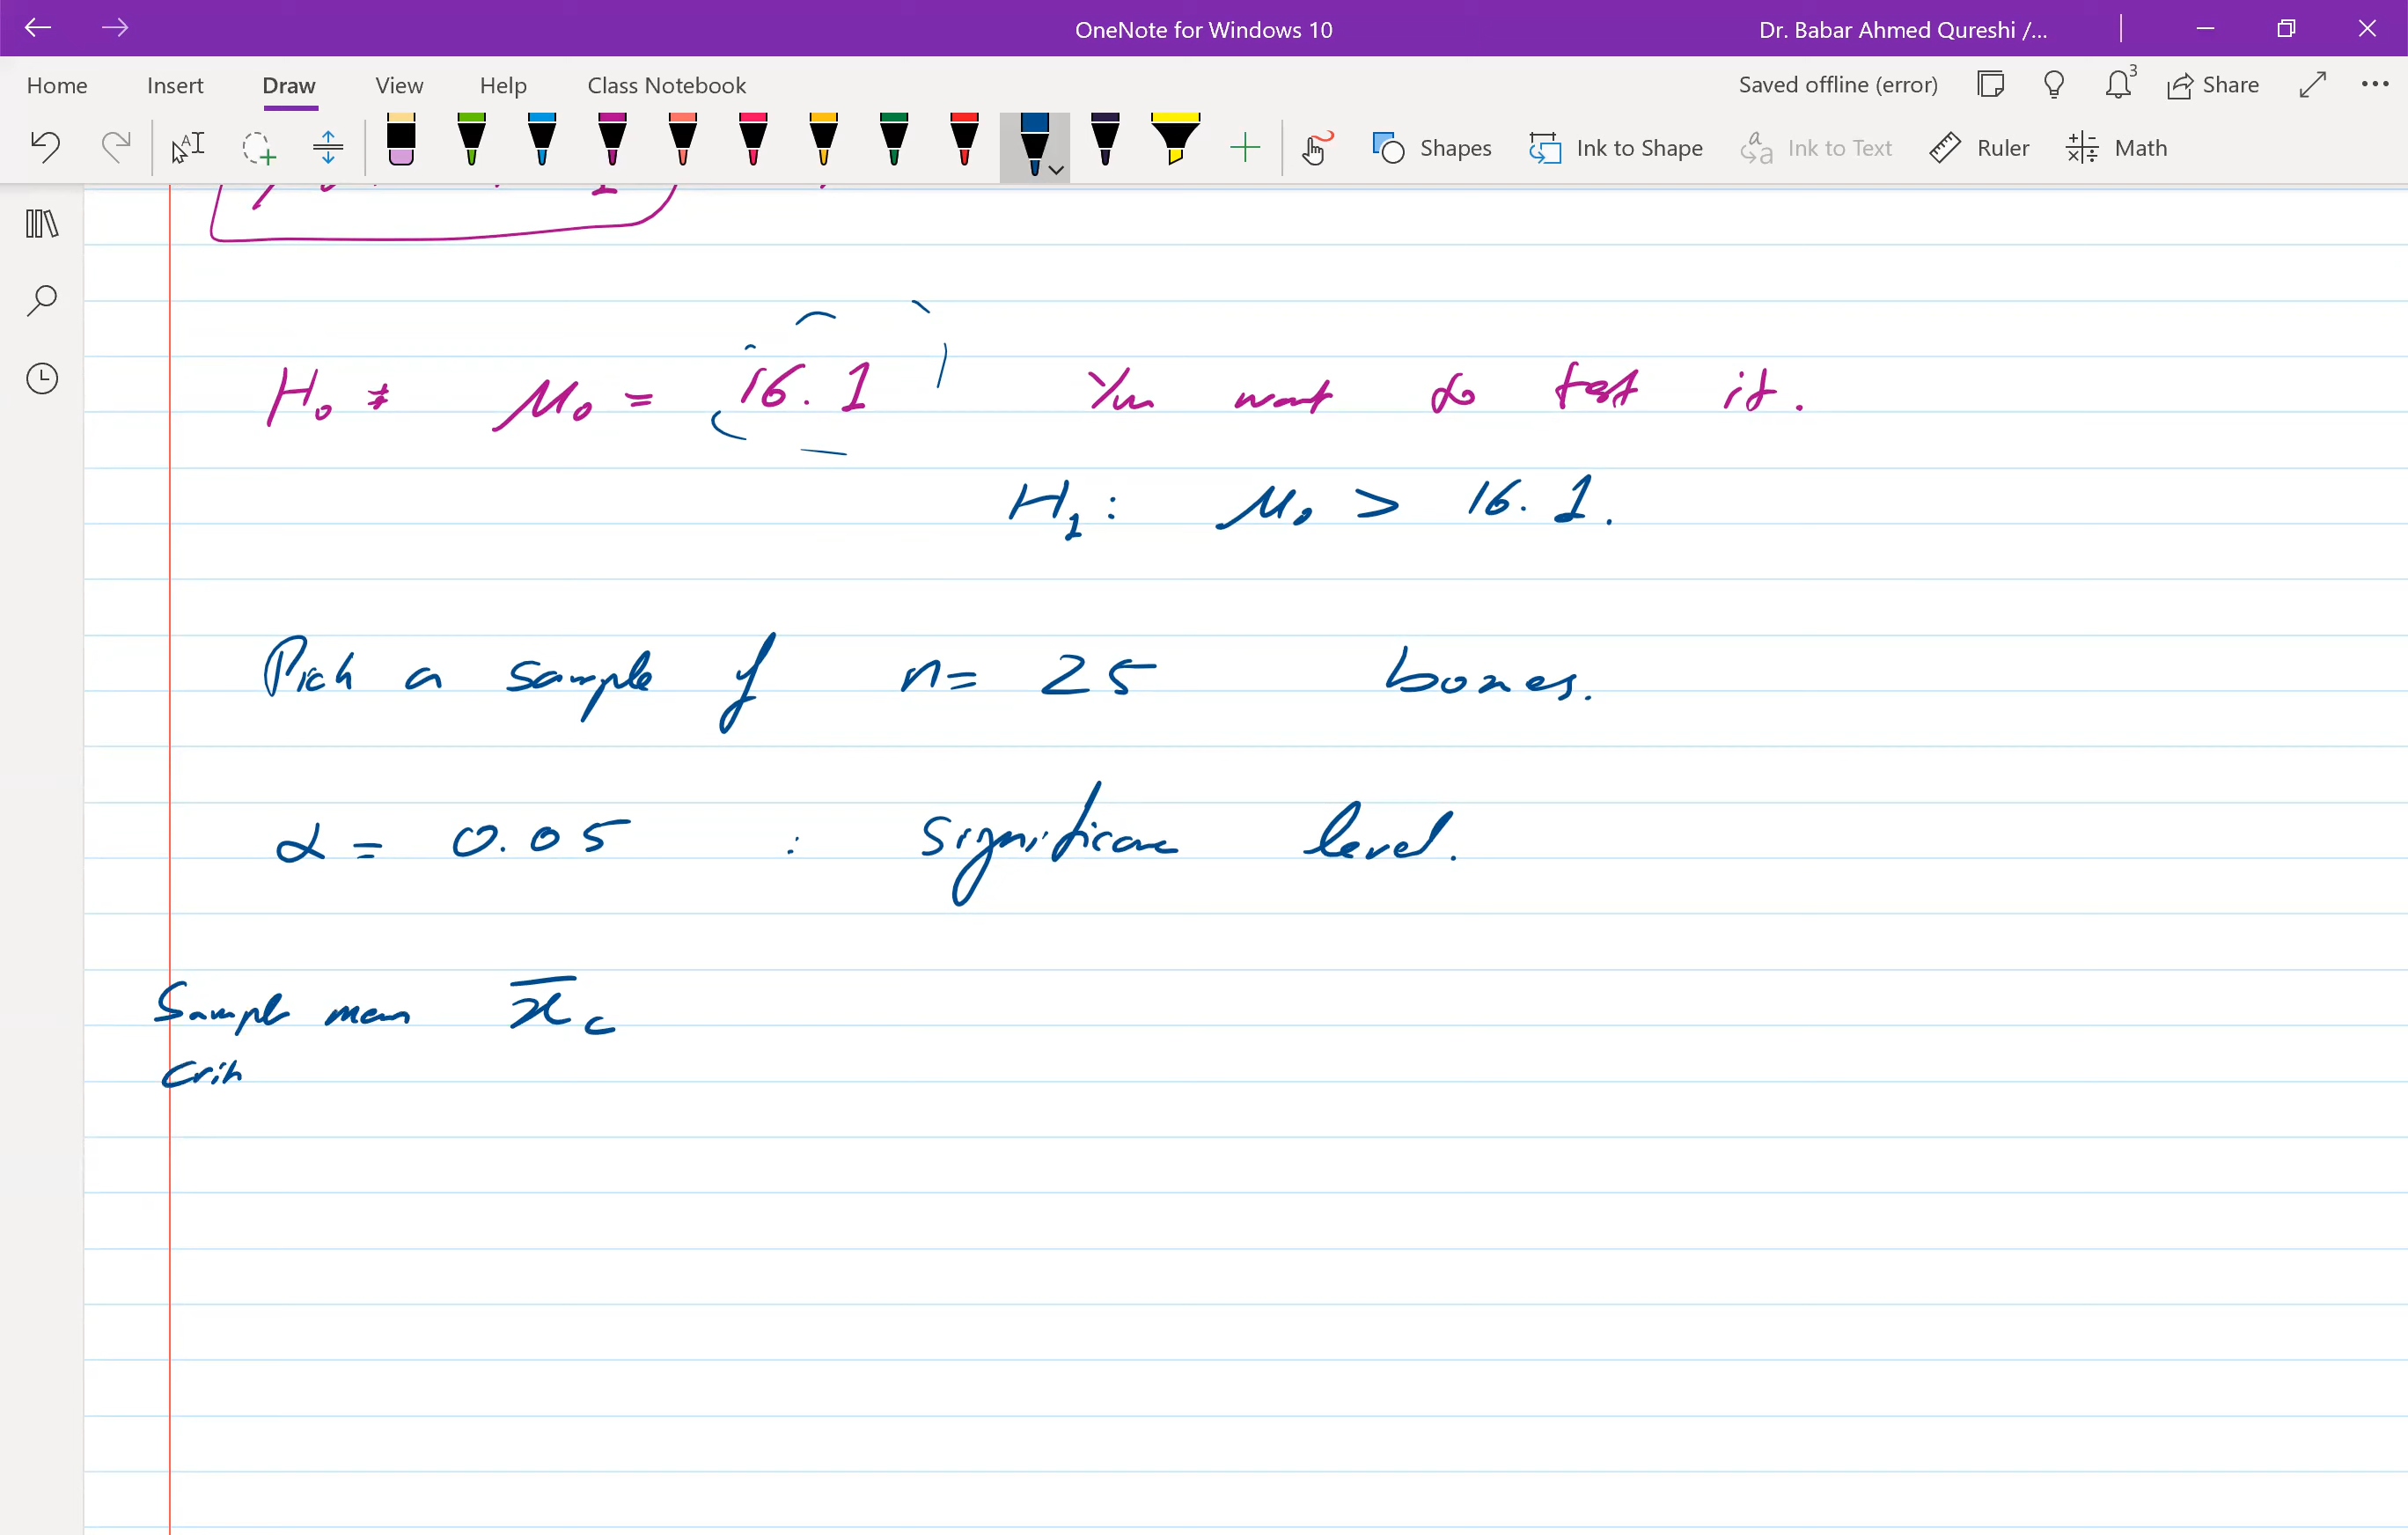 OneNote for Windows 10 Dr. Babar Ahmed Qureshi /...
Home Insert Draw View Help Class Notebook Saved offline (error) 3 Share
Shapes Ink to Shape Ink to Text Ruler Math
H₀ : μ₀ = 16.1 You want to test it.
H₁ : μ₀ > 16.1.
Pick a sample of n = 25 boxes.
α = 0.05 : significance level.
Sample mean x̄c